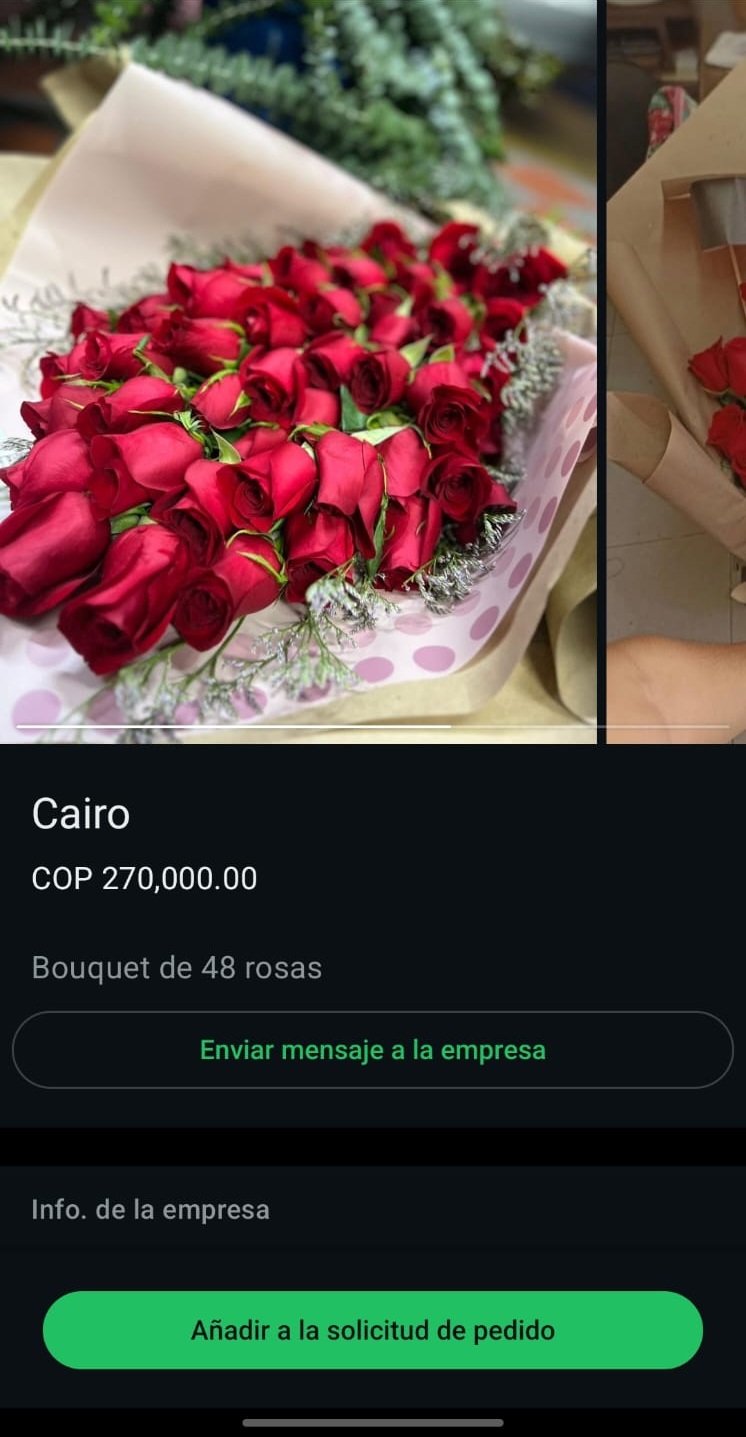 Cairo
COP 270,000.00
Bouquet de 48 rosas
Enviar mensaje a la empresa
Info. de la empresa
Añadir a la solicitud de pedido